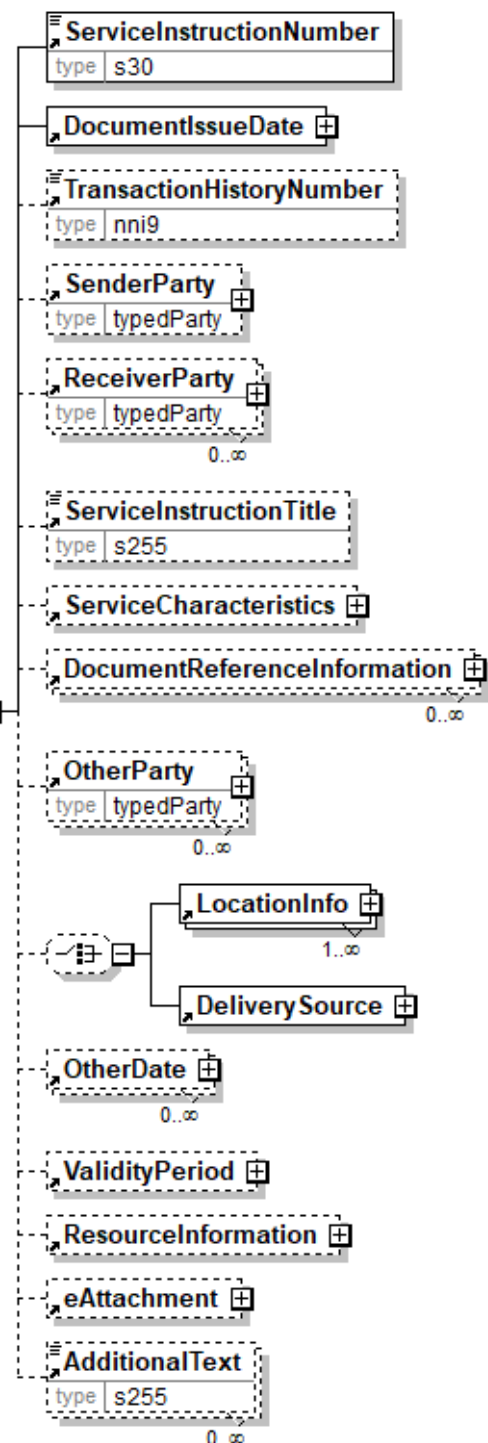 ServiceInstructionNumber
type s30
DocumentIssueDate
TransactionHistoryNumber
type nni9
SenderParty
type typedParty
ReceiverParty
type typedParty
0..∞
ServiceInstructionTitle
type s255
ServiceCharacteristics
DocumentReferenceInformation
0..∞
OtherParty
type typedParty
0..∞
LocationInfo
1..∞
DeliverySource
OtherDate
0..∞
ValidityPeriod
ResourceInformation
eAttachment
AdditionalText
type s255
0..∞